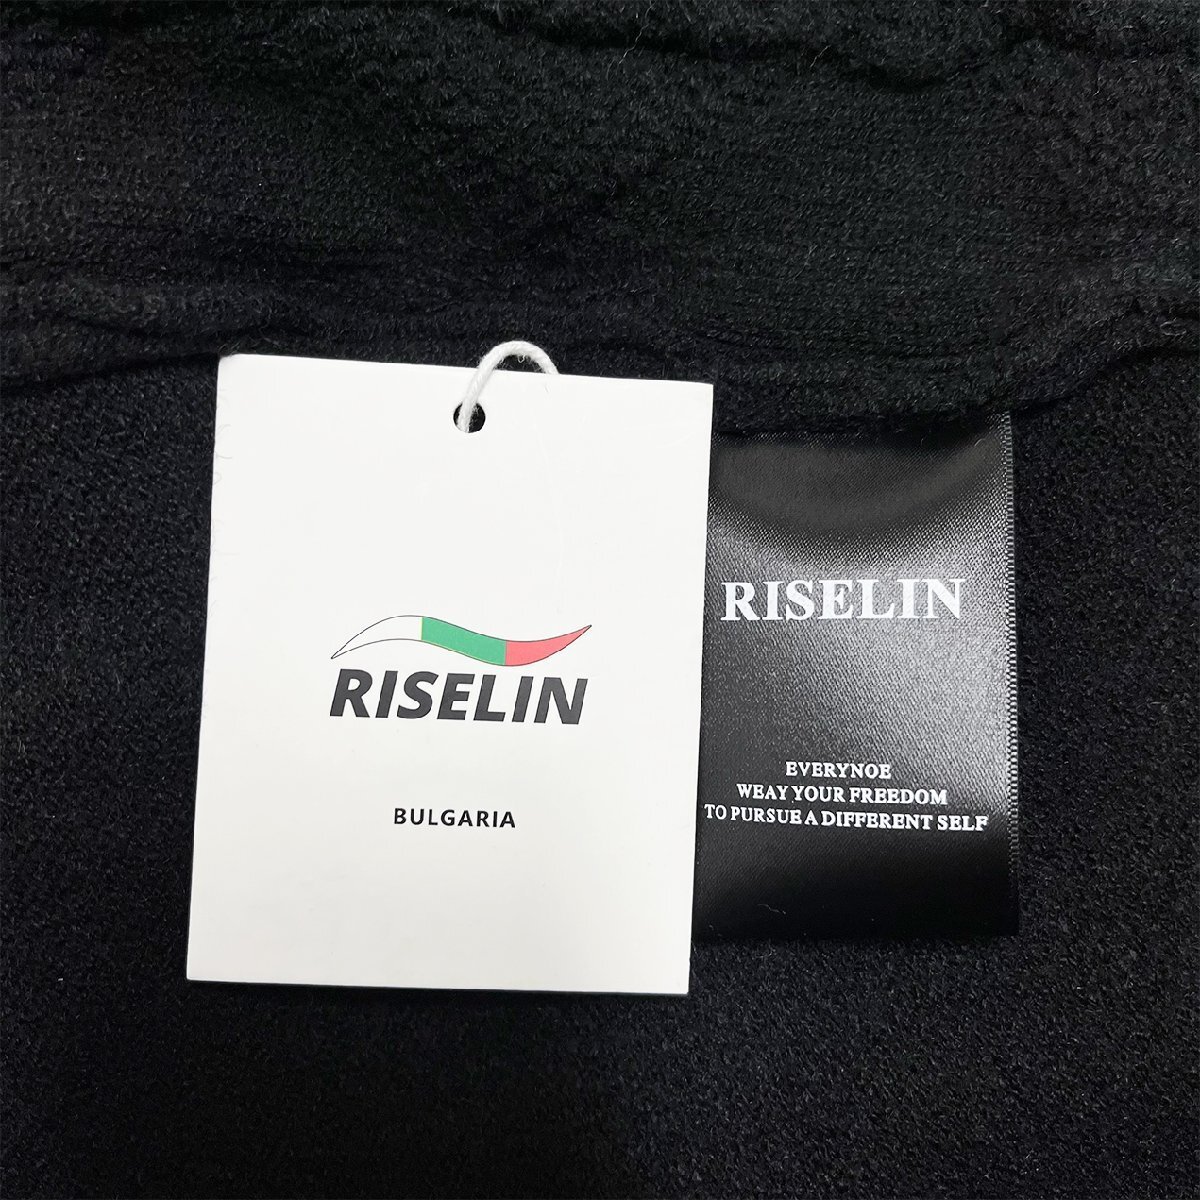 RISELIN
BULGARIA
RISELIN
EVERYNOE
WEAY YOUR FREEDOM
TO PURSUE A DIFFERENT SELF